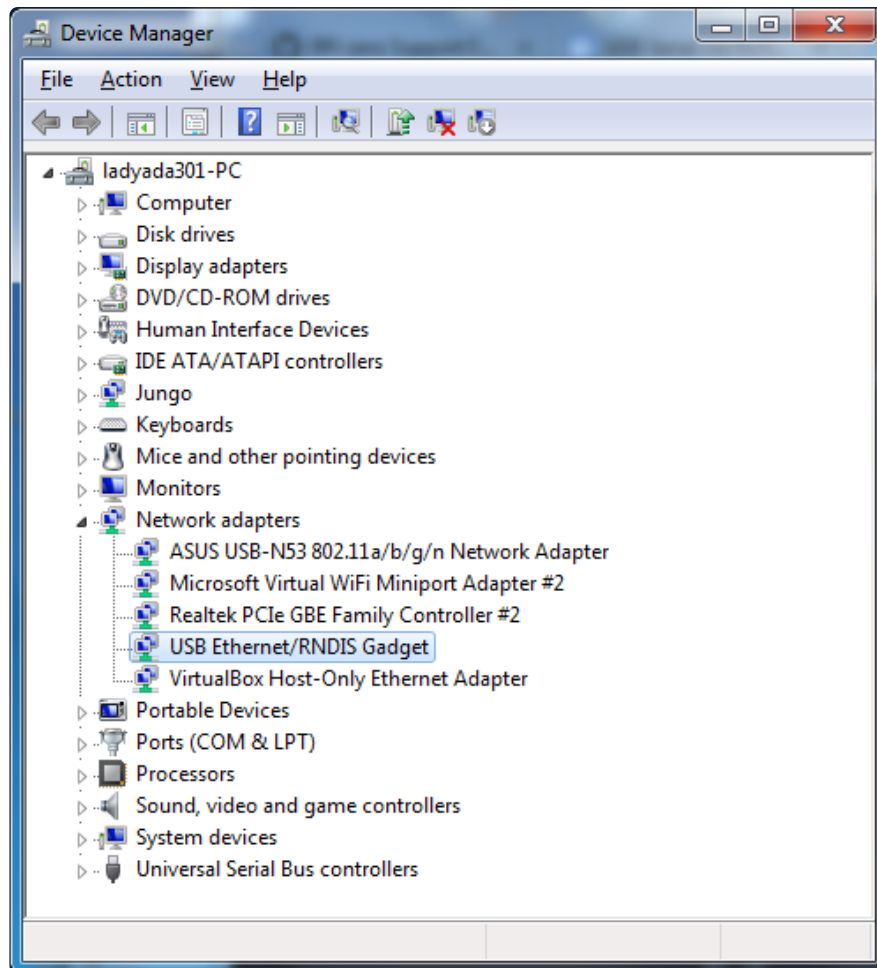 Device Manager
File Action View Help
ladyada301-PC
Computer
Disk drives
Display adapters
DVD/CD-ROM drives
Human Interface Devices
IDE ATA/ATAPI controllers
Jungo
Keyboards
Mice and other pointing devices
Monitors
Network adapters
ASUS USB-N53 802.11a/b/g/n Network Adapter
Microsoft Virtual WiFi Miniport Adapter #2
Realtek PCIe GBE Family Controller #2
USB Ethernet/RNDIS Gadget
VirtualBox Host-Only Ethernet Adapter
Portable Devices
Ports (COM & LPT)
Processors
Sound, video and game controllers
System devices
Universal Serial Bus controllers